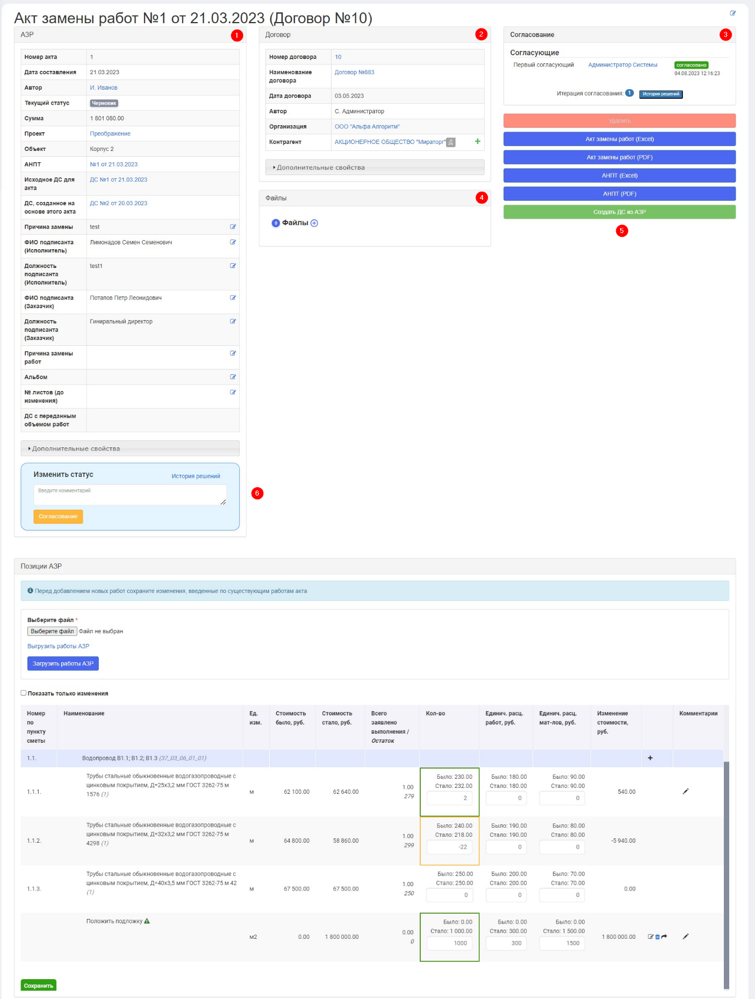 Акт замены работ №1 от 21.03.2023 (Договор №10)
АЗР
1
Номер акта 1
Дата составления 21.03.2023
Автор И. Иванов
Текущий статус Черновик
Сумма 1 801 080.00
Проект Преображение
Объект Корпус 2
АНПТ №1 от 21.03.2023
Исходное ДС для ДС №1 от 21.03.2023
акта
ДС, созданное на ДС №2 от 20.03.2023
основе этого акта
Причина замены test
ФИО подписанта Лимонадов Семен Семенович
(Исполнитель)
Должность test1
подписанта
(Исполнитель)
ФИО подписанта Потапов Петр Леонидович
(Заказчик)
Должность Гиниральный директор
подписанта
(Заказчик)
Причина замены
работ
Альбом
№ листов (до
изменения)
ДС с переданным
объемом работ
Дополнительные свойства
Изменить статус История решений
Введите комментарий
Согласование
6
Договор
2
Номер договора 10
Наименование Договор №883
договора
Дата договора 03.05.2023
Автор С. Администратор
Организация ООО "Альфа Алгоритм"
Контрагент АКЦИОНЕРНОЕ ОБЩЕСТВО "Мираторг" Д +
Дополнительные свойства
Файлы
4
0 Файлы
Согласование
3
Согласующие
Первый согласующий Администратор Системы согласовано
04.08.2023 12:16:23
Итерация согласования: 1 История решений
Удалить
Акт замены работ (Excel)
Акт замены работ (PDF)
АНПТ (Excel)
АНПТ (PDF)
Создать ДС из АЗР
5
Позиции АЗР
Перед добавлением новых работ сохраните изменения, введенные по существующим работам акта
Выберите файл *
Выберите файл Файл не выбран
Выгрузить работы АЗР
Загрузить работы АЗР
Показать только изменения
Номер Наименование Ед. Стоимость Стоимость Всего Кол-во Единич. расц. Единич. расц. Изменение Комментарии
по изм. было, руб. стало, руб. заявлено работ, руб. мат-лов, руб. стоимости,
пункту выполнения / руб.
сметы Остаток
1.1. Водопровод В1.1; В1.2; В1.3 (37_03_06_01_01) +
Трубы стальные обыкновенные водогазопроводные с Было: 230.00 Было: 180.00 Было: 90.00
цинковым покрытием, Д=25х3,2 мм ГОСТ 3262-75 м 1.00 Стало: 232.00 Стало: 180.00 Стало: 90.00
1.1.1. 1576 (1) м 62 100.00 62 640.00 279 2 0 0 540.00
Трубы стальные обыкновенные водогазопроводные с Было: 240.00 Было: 190.00 Было: 80.00
цинковым покрытием, Д=32х3,2 мм ГОСТ 3262-75 м 1.00 Стало: 218.00 Стало: 190.00 Стало: 80.00
1.1.2. 4298 (1) м 64 800.00 58 860.00 299 -22 0 0 -5 940.00
Трубы стальные обыкновенные водогазопроводные с Было: 250.00 Было: 200.00 Было: 70.00
цинковым покрытием, Д=40х3,5 мм ГОСТ 3262-75 м 42 1.00 Стало: 250.00 Стало: 200.00 Стало: 70.00
1.1.3. (1) м 67 500.00 67 500.00 250 0 0 0 0.00
Положить подложку Было: 0.00 Было: 0.00 Было: 0.00
0.00 Стало: 1 000.00 Стало: 300.00 Стало: 1 500.00
м2 0.00 1 800 000.00 0 1000 300 1500 1 800 000.00
Сохранить